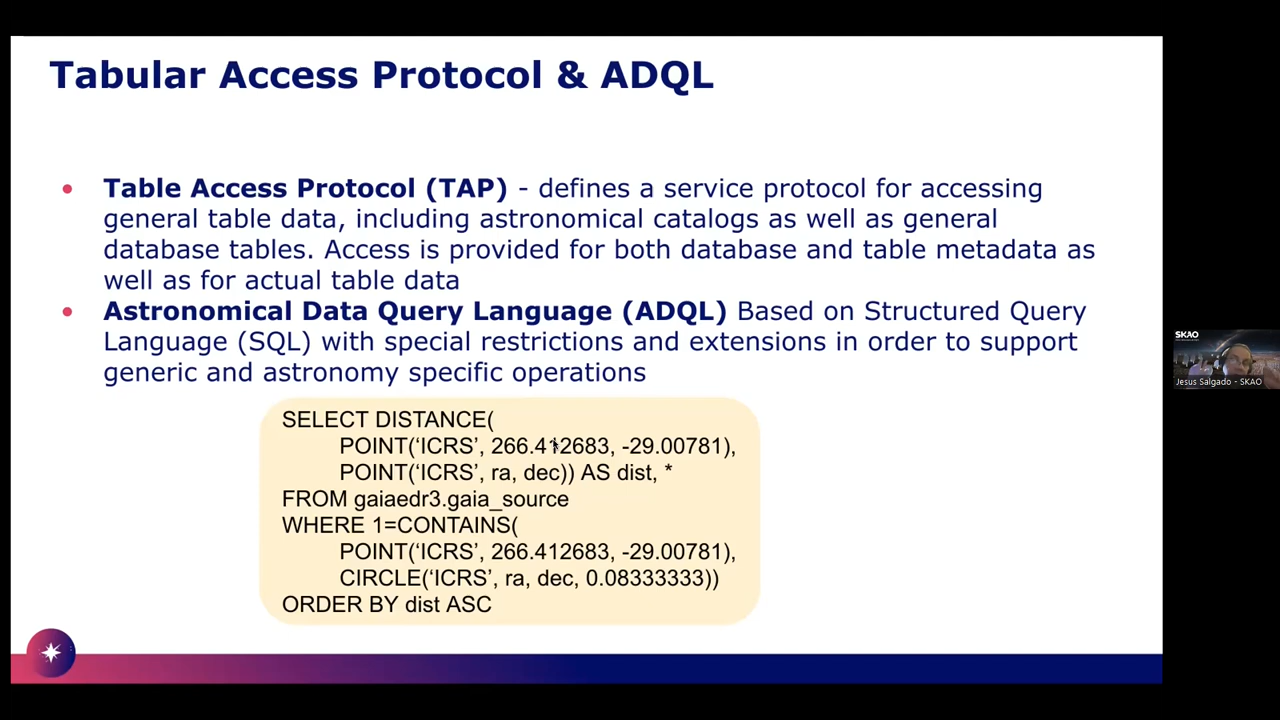 Tabular Access Protocol & ADQL
• Table Access Protocol (TAP) - defines a service protocol for accessing
general table data, including astronomical catalogs as well as general
database tables. Access is provided for both database and table metadata as
well as for actual table data
• Astronomical Data Query Language (ADQL) Based on Structured Query
Language (SQL) with special restrictions and extensions in order to support
generic and astronomy specific operations
SELECT DISTANCE(
POINT(‘ICRS’, 266.412683, -29.00781),
POINT(‘ICRS’, ra, dec)) AS dist, *
FROM gaiaedr3.gaia_source
WHERE 1=CONTAINS(
POINT(‘ICRS’, 266.412683, -29.00781),
CIRCLE(‘ICRS’, ra, dec, 0.08333333))
ORDER BY dist ASC
SKAO
Jesus Salgado - SKAO